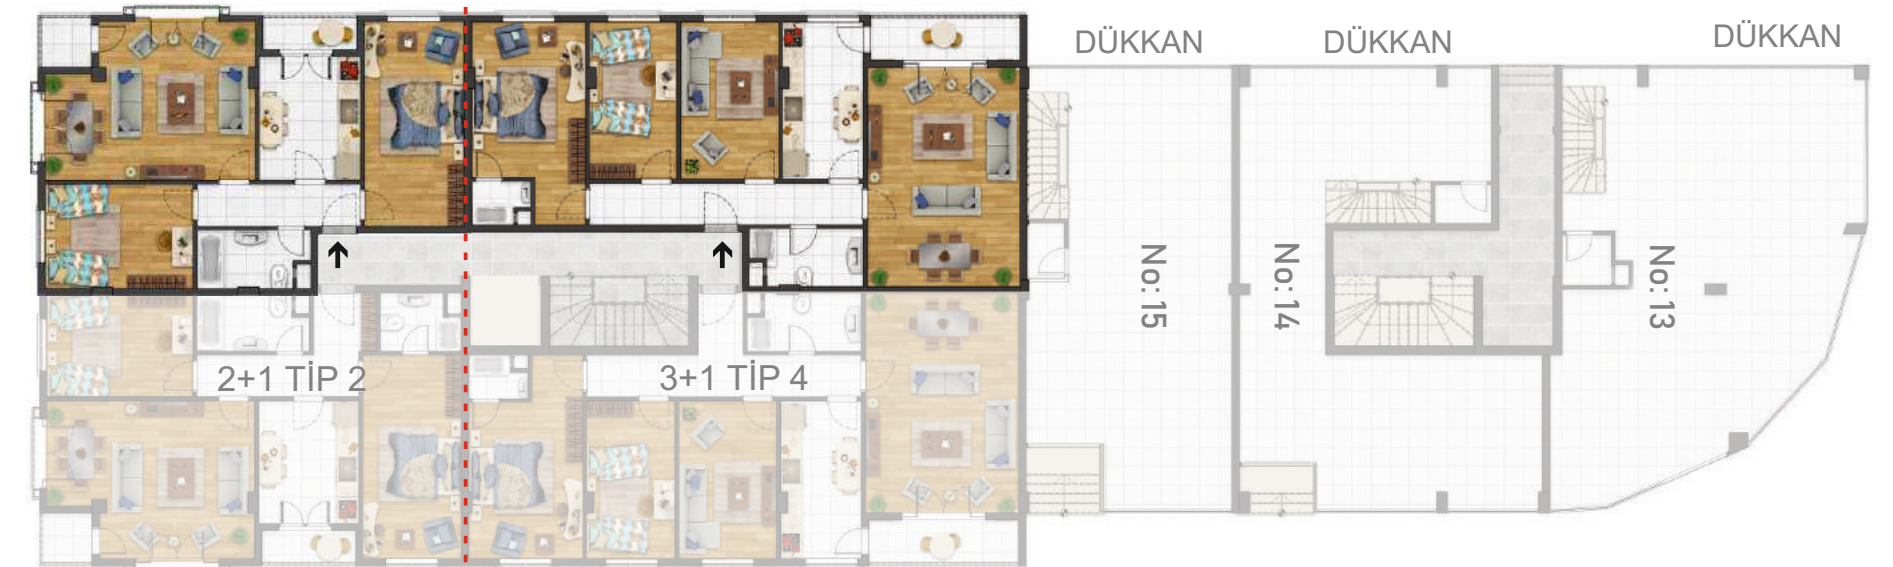 DÜKKAN
DÜKKAN
DÜKKAN
No: 15
No: 14
No: 13
2+1 TİP 2
3+1 TİP 4